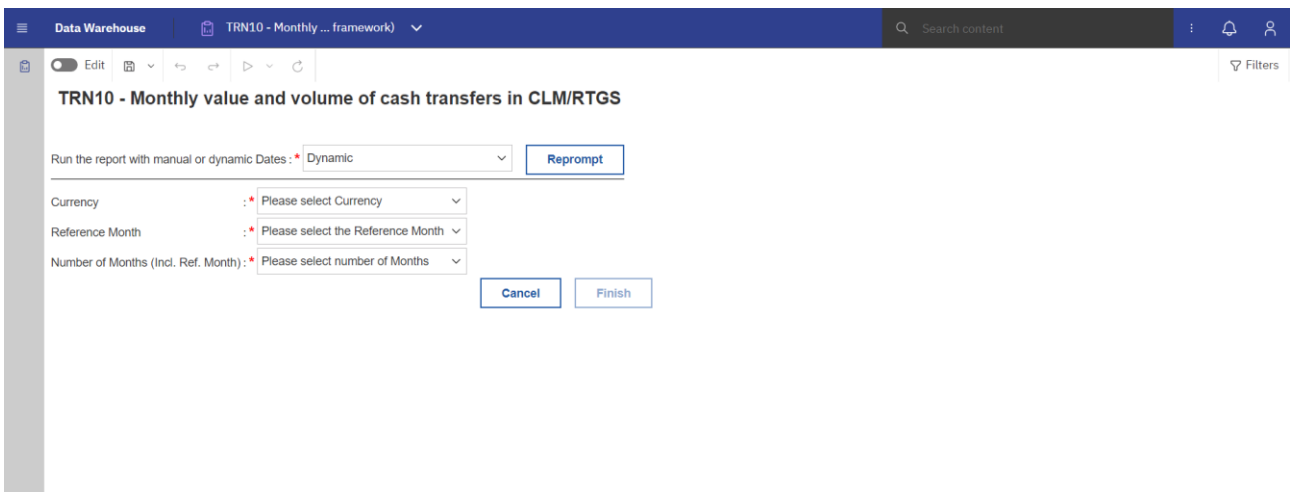 Data Warehouse TRN10 - Monthly ... framework) Search content
Edit Filters
TRN10 - Monthly value and volume of cash transfers in CLM/RTGS
Run the report with manual or dynamic Dates : * Dynamic Reprompt
Currency : * Please select Currency
Reference Month : * Please select the Reference Month
Number of Months (Incl. Ref. Month) : * Please select number of Months
Cancel Finish